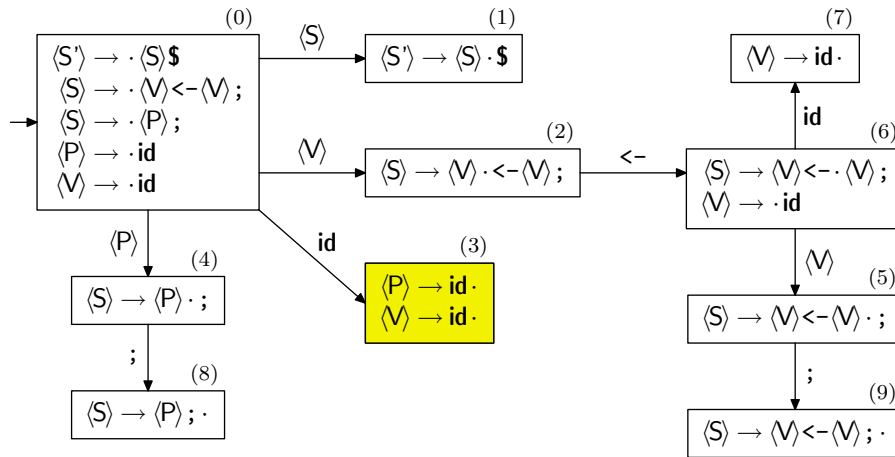 (0)
⟨S'⟩ → · ⟨S⟩$
⟨S⟩ → · ⟨V⟩<-⟨V⟩ ;
⟨S⟩ → · ⟨P⟩ ;
⟨P⟩ → · id
⟨V⟩ → · id
⟨S⟩
(1)
⟨S'⟩ → ⟨S⟩ · $
(7)
⟨V⟩ → id ·
id
⟨V⟩
(2)
⟨S⟩ → ⟨V⟩ · <-⟨V⟩ ;
<-
(6)
⟨S⟩ → ⟨V⟩<- · ⟨V⟩ ;
⟨V⟩ → · id
⟨P⟩
id
(4)
⟨S⟩ → ⟨P⟩ · ;
(3)
⟨P⟩ → id ·
⟨V⟩ → id ·
⟨V⟩
(5)
⟨S⟩ → ⟨V⟩<-⟨V⟩ · ;
;
(8)
⟨S⟩ → ⟨P⟩ ; ·
;
(9)
⟨S⟩ → ⟨V⟩<-⟨V⟩ ; ·